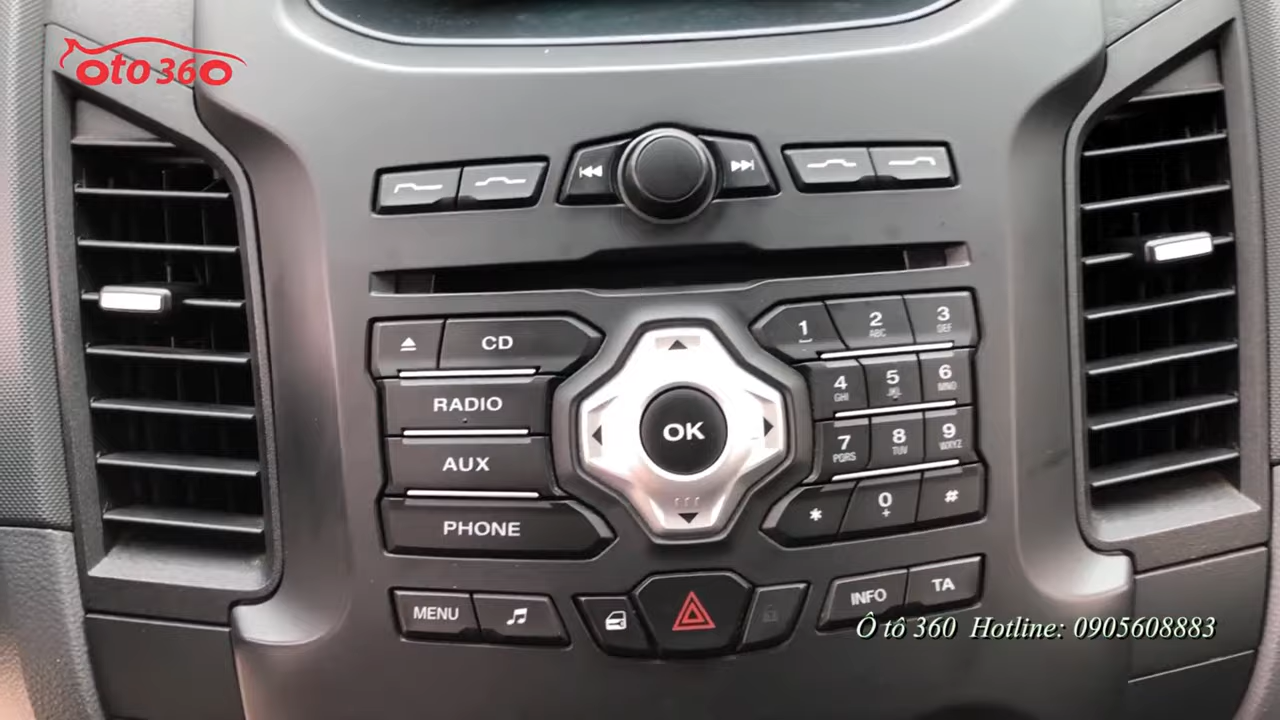 oto360
CD
RADIO
AUX
PHONE
OK
1
2 ABC
3 DEF
4 GHI
5 JKL
6 MNO
7 PQRS
8 TUV
9 WXYZ
*
0 +
#
MENU
INFO
TA
Ô tô 360 Hotline: 0905608883